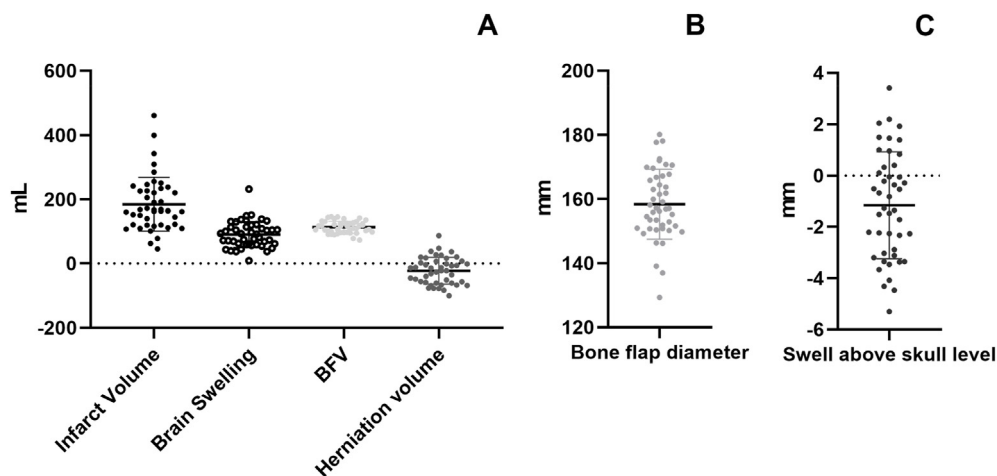 A
B
C
600
400
200
0
-200
mL
Infarct Volume
Brain Swelling
BFV
Herniation volume
200
180
160
140
120
mm
Bone flap diameter
4
2
0
-2
-4
-6
mm
Swell above skull level